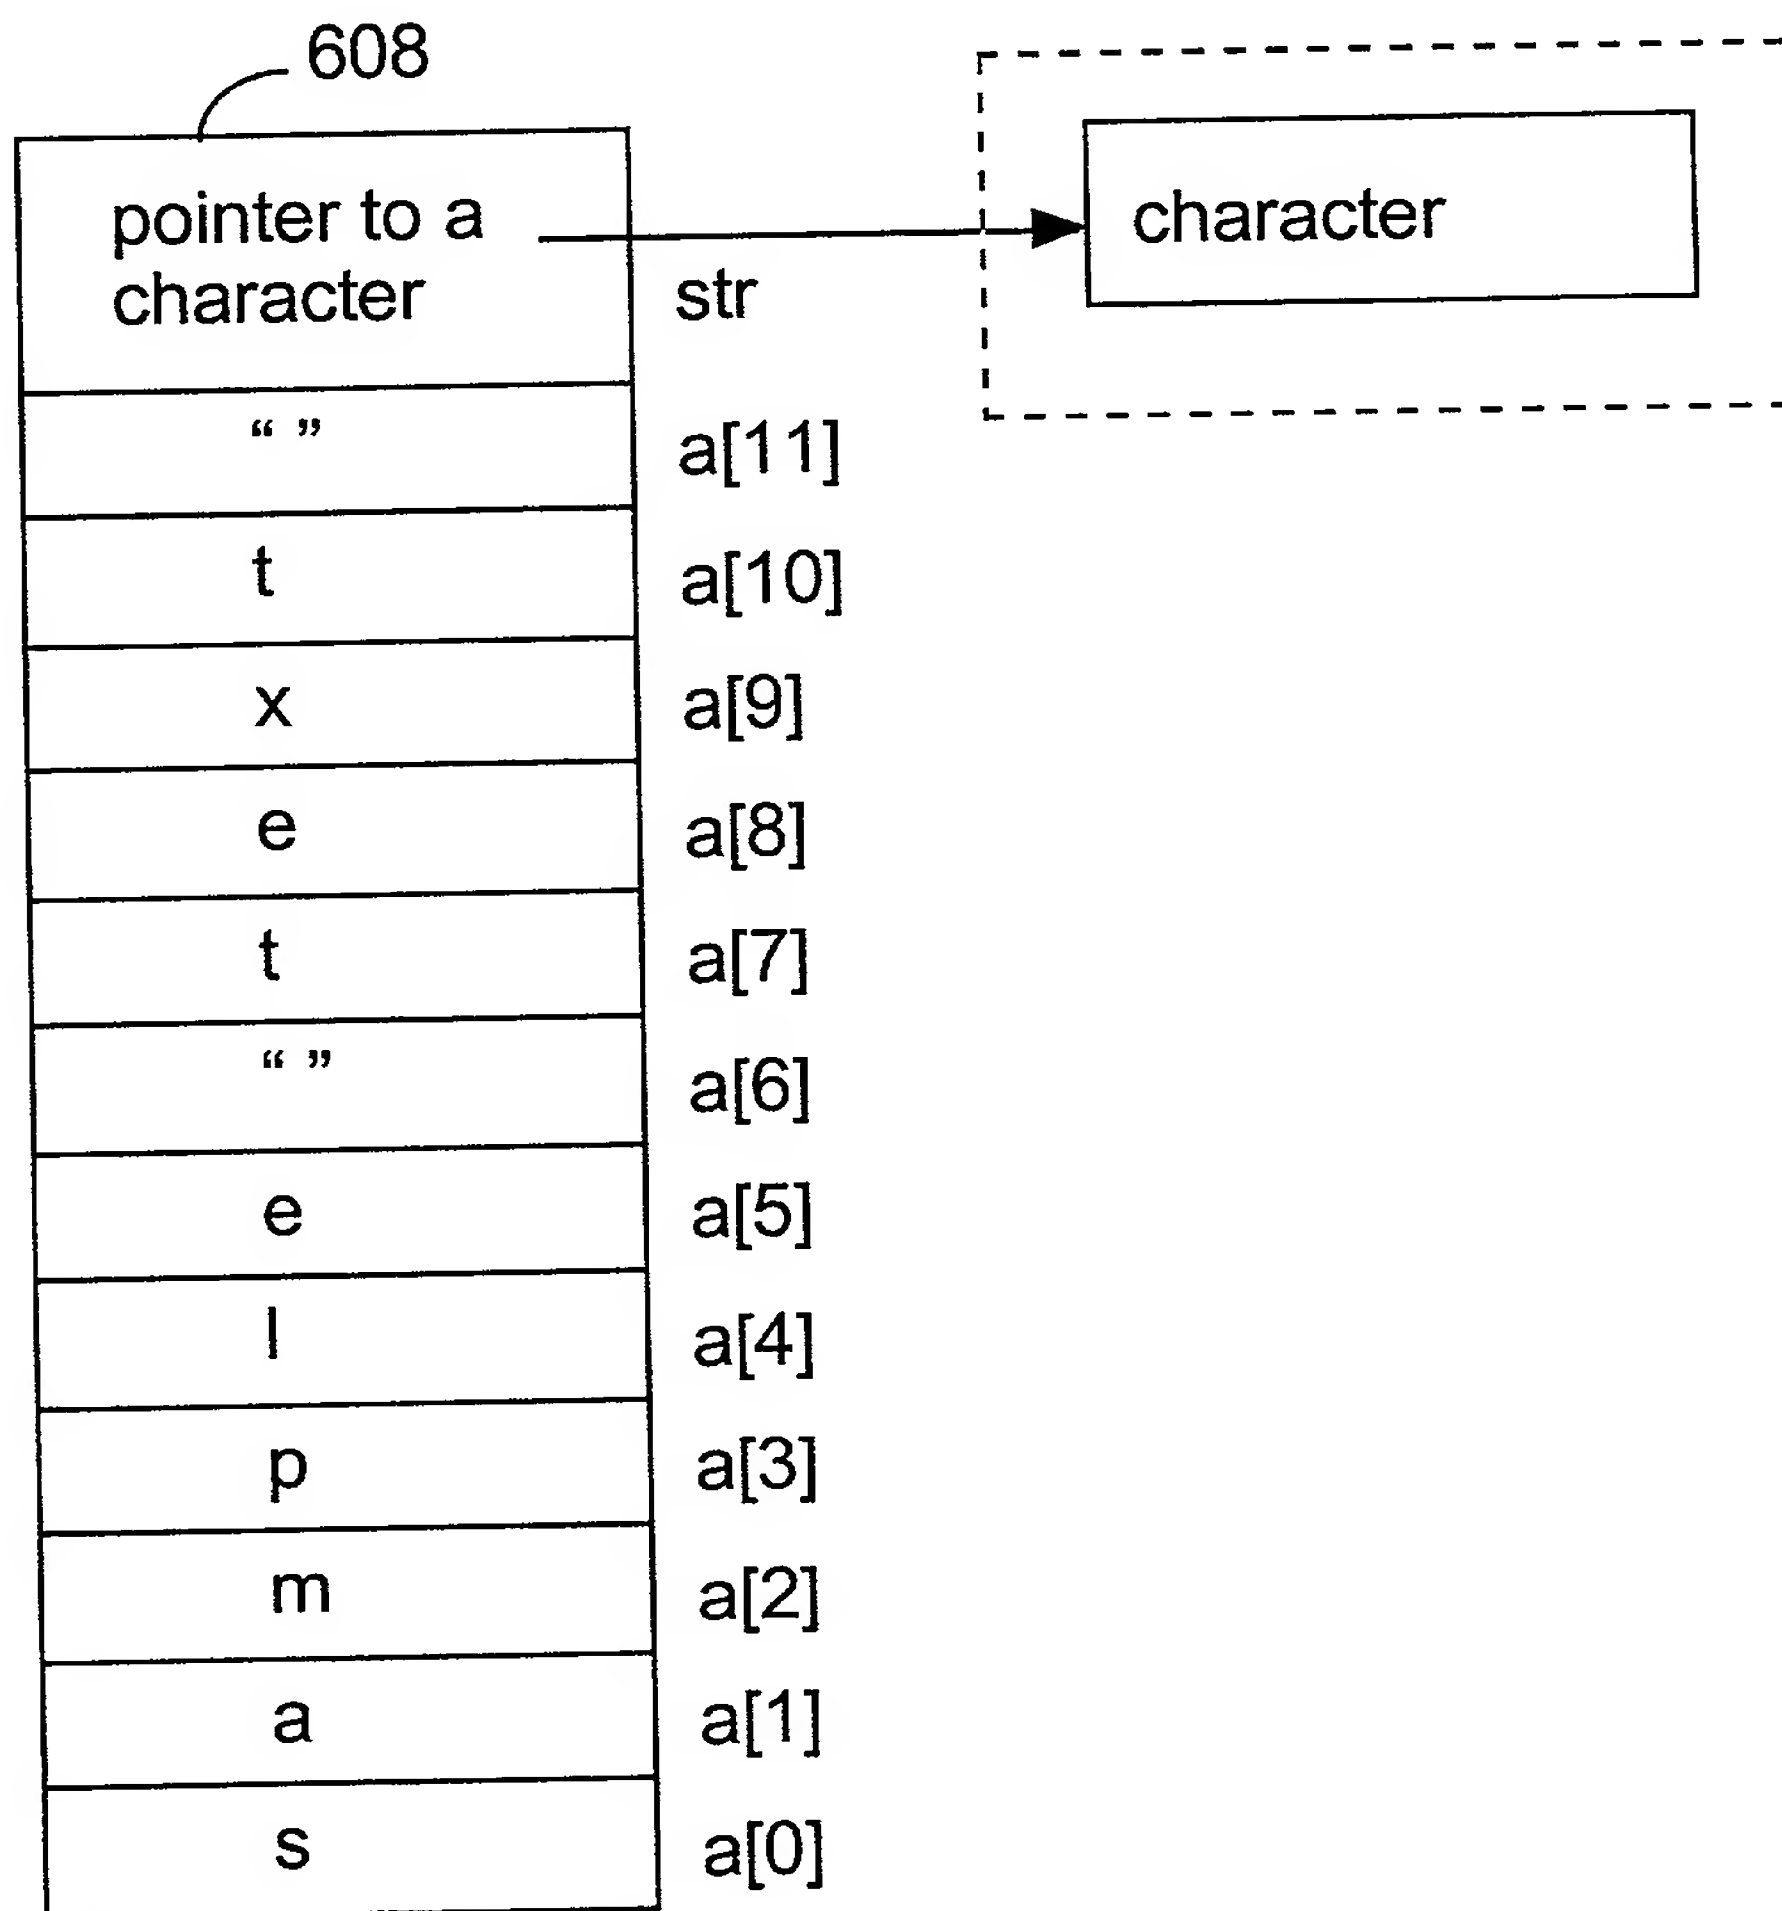 608
pointer to a
character
character
str
“ ” a[11]
t a[10]
x a[9]
e a[8]
t a[7]
“ ” a[6]
e a[5]
l a[4]
p a[3]
m a[2]
a a[1]
s a[0]